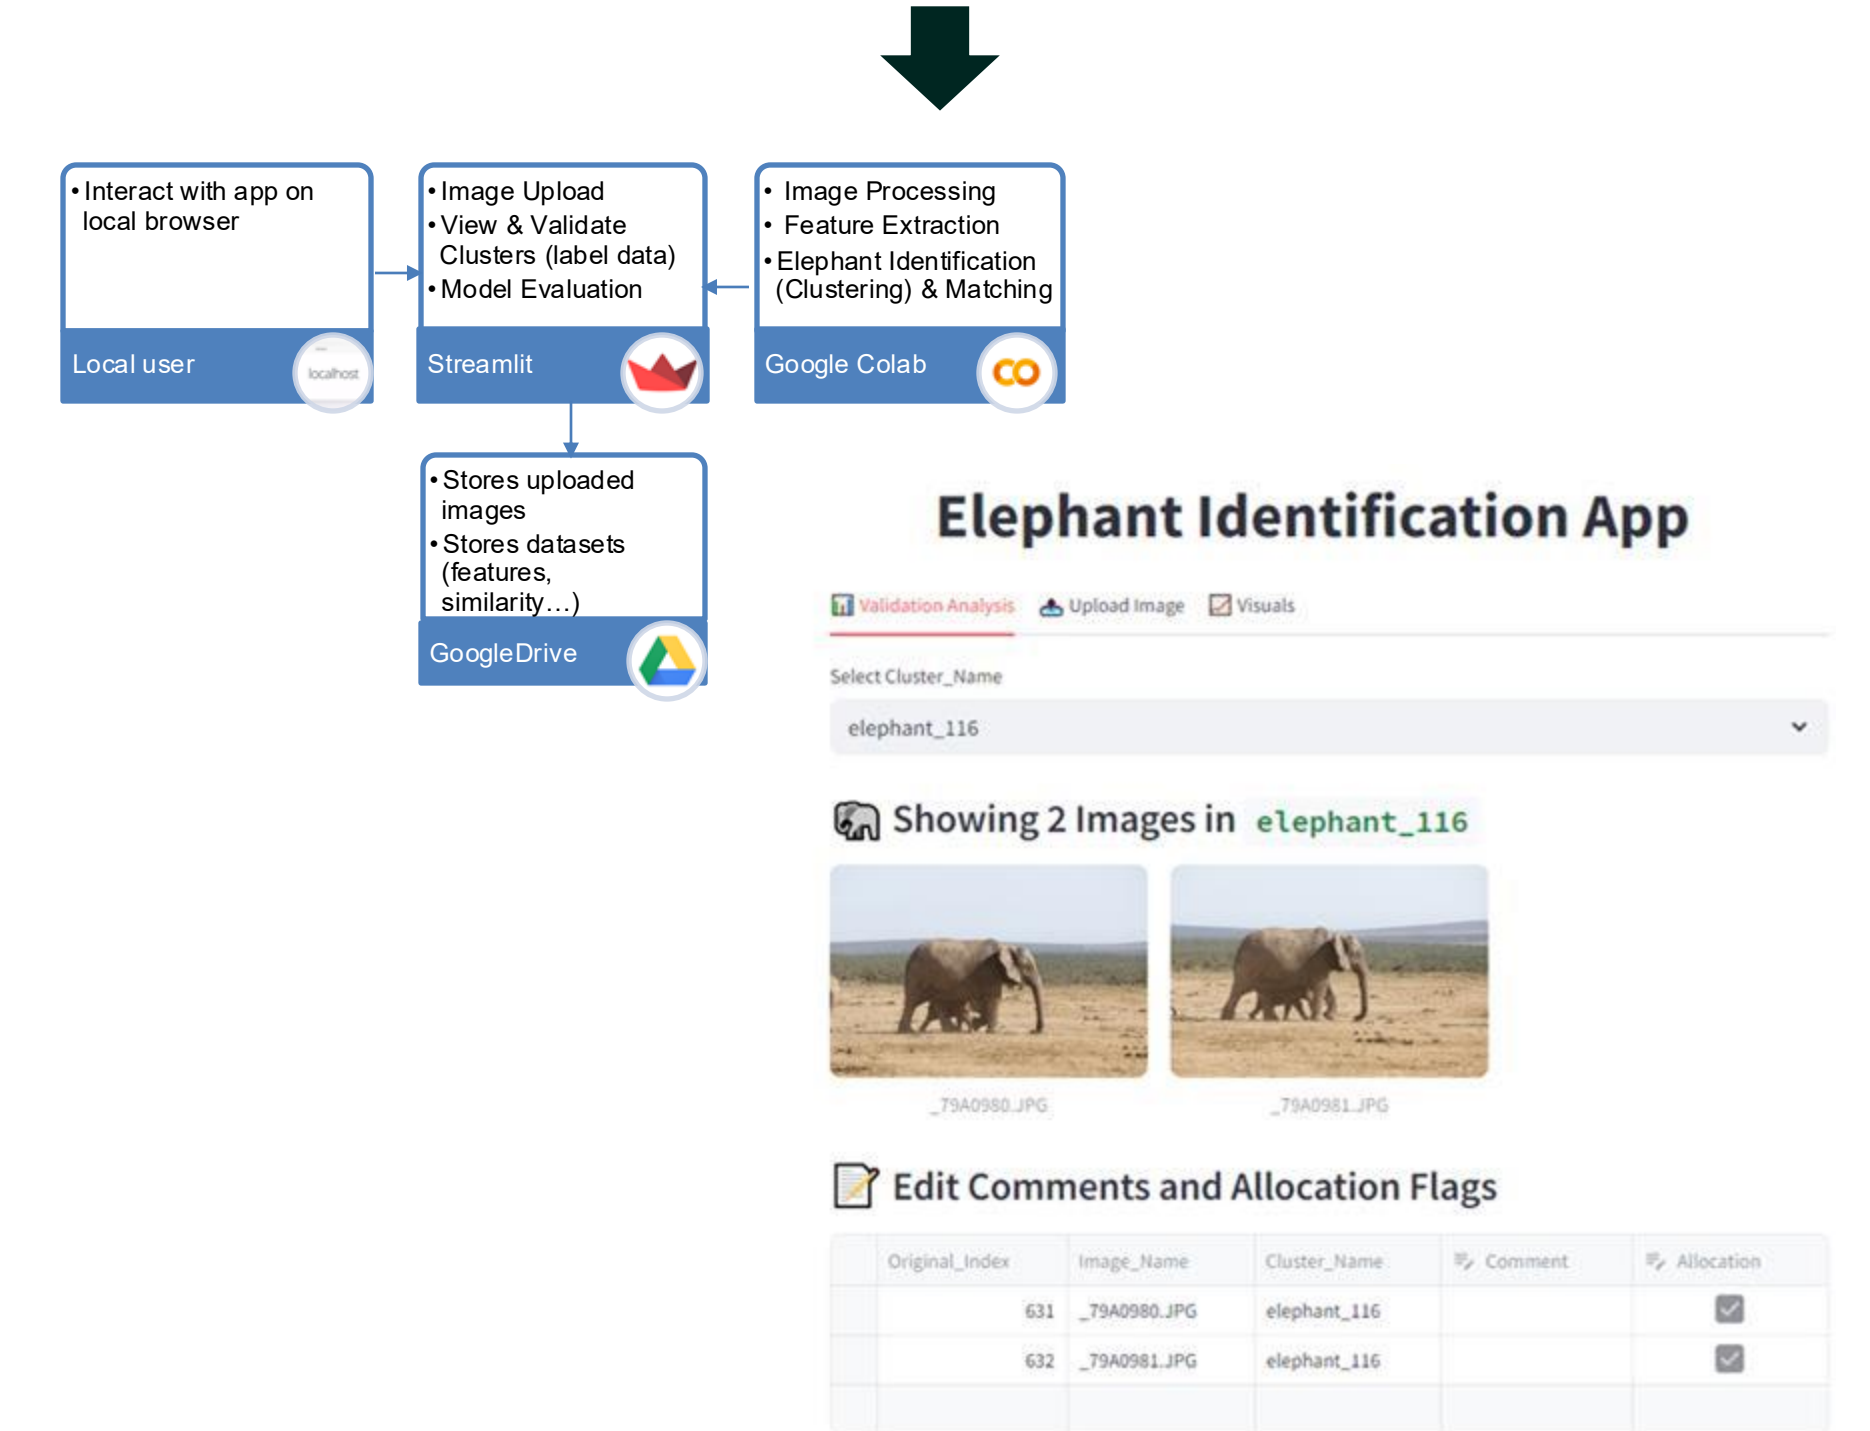 • Interact with app on
local browser
Local user
localhost
• Image Upload
• View & Validate
Clusters (label data)
• Model Evaluation
Streamlit
• Image Processing
• Feature Extraction
• Elephant Identification
(Clustering) & Matching
Google Colab
CO
• Stores uploaded
images
• Stores datasets
(features,
similarity…)
GoogleDrive
Elephant Identification App
Validation Analysis Upload Image Visuals
Select Cluster_Name
elephant_116
Showing 2 Images in elephant_116
_79A0980.JPG _79A0981.JPG
Edit Comments and Allocation Flags
Original_Index Image_Name Cluster_Name Comment Allocation
631 _79A0980.JPG elephant_116
632 _79A0981.JPG elephant_116